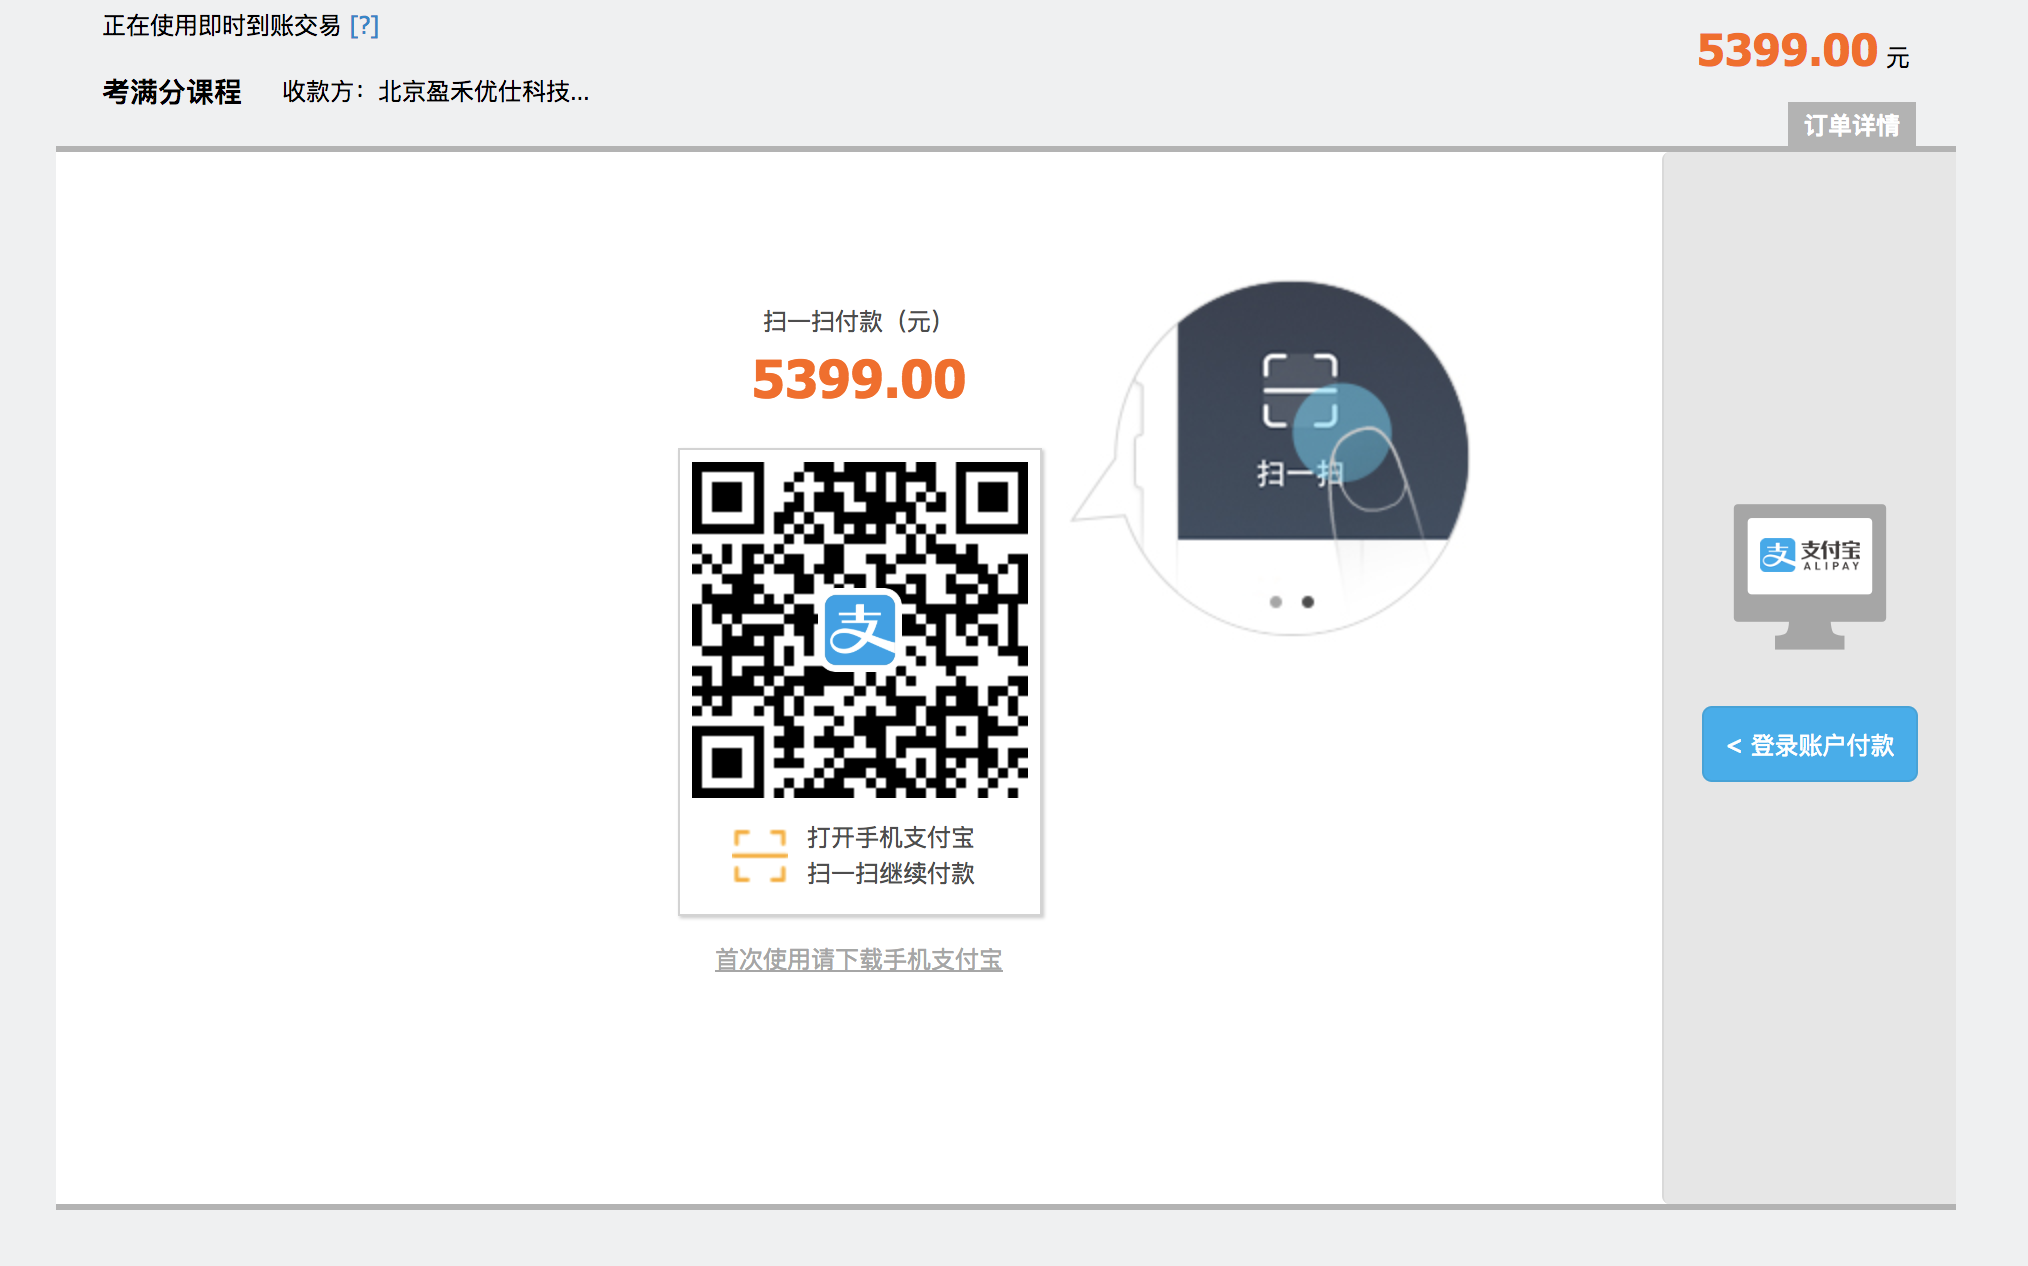 正在使用即时到账交易 [?]
5399.00 元
考满分课程 收款方：北京盈禾优仕科技...
订单详情
扫一扫付款（元）
5399.00
扫一扫
支
打开手机支付宝
扫一扫继续付款
首次使用请下载手机支付宝
支 支付宝
ALIPAY
< 登录账户付款